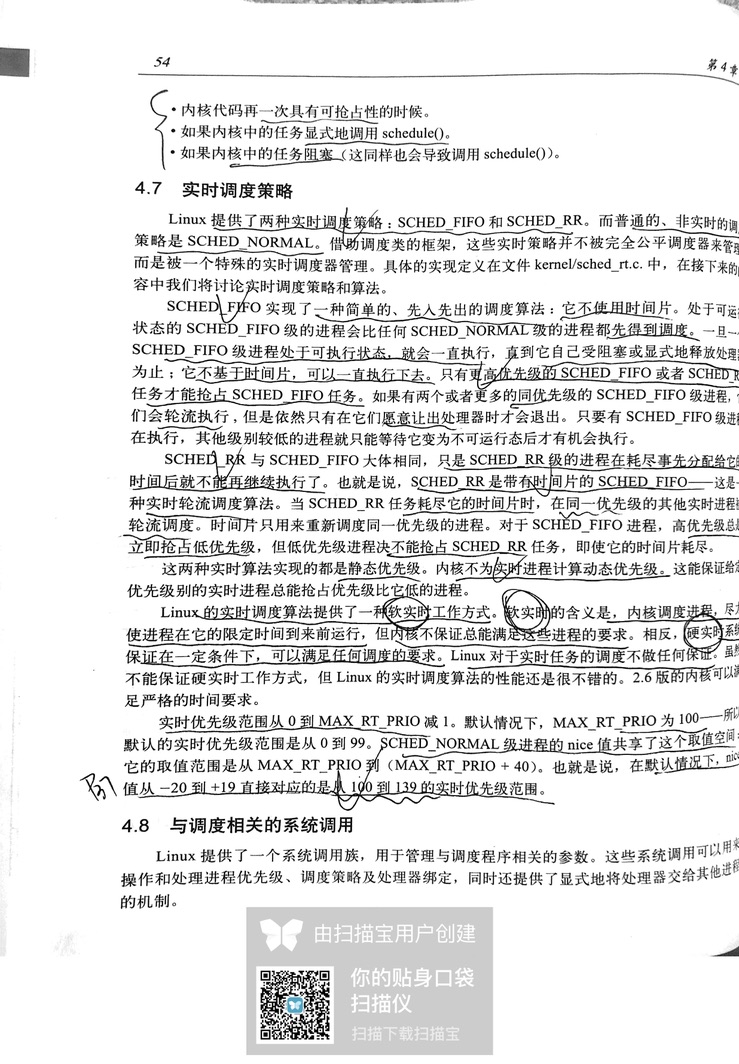 54
第4章
• 内核代码再一次具有可抢占性的时候。
• 如果内核中的任务显式地调用 schedule()。
• 如果内核中的任务阻塞（这同样也会导致调用 schedule()）。
4.7 实时调度策略
Linux 提供了两种实时调度策略：SCHED_FIFO 和 SCHED_RR。而普通的、非实时的调
策略是 SCHED_NORMAL。借助调度类的框架，这些实时策略并不被完全公平调度器来管理
而是被一个特殊的实时调度器管理。具体的实现定义在文件 kernel/sched_rt.c. 中，在接下来的
容中我们将讨论实时调度策略和算法。
SCHED_FIFO 实现了一种简单的、先入先出的调度算法：它不使用时间片。处于可运
状态的 SCHED_FIFO 级的进程会比任何 SCHED_NORMAL 级的进程都先得到调度。一旦一
SCHED_FIFO 级进程处于可执行状态，就会一直执行，直到它自己受阻塞或显式地释放处理
为止；它不基于时间片，可以一直执行下去。只有更高优先级的 SCHED_FIFO 或者 SCHED_R
任务才能抢占 SCHED_FIFO 任务。如果有两个或者更多的同优先级的 SCHED_FIFO 级进程，
们会轮流执行，但是依然只有在它们愿意让出处理器时才会退出。只要有 SCHED_FIFO 级进
在执行，其他级别较低的进程就只能等待它变为不可运行态后才有机会执行。
SCHED_RR 与 SCHED_FIFO 大体相同，只是 SCHED_RR 级的进程在耗尽事先分配给它
时间后就不能再继续执行了。也就是说，SCHED_RR 是带有时间片的 SCHED_FIFO——这是
种实时轮流调度算法。当 SCHED_RR 任务耗尽它的时间片时，在同一优先级的其他实时进程
轮流调度。时间片只用来重新调度同一优先级的进程。对于 SCHED_FIFO 进程，高优先级总
立即抢占低优先级，但低优先级进程决不能抢占 SCHED_RR 任务，即使它的时间片耗尽。
这两种实时算法实现的都是静态优先级。内核不为实时进程计算动态优先级。这能保证给定
优先级别的实时进程总能抢占优先级比它低的进程。
Linux 的实时调度算法提供了一种软实时工作方式。软实时的含义是，内核调度进程，尽力
使进程在它的限定时间到来前运行，但内核不保证总能满足这些进程的要求。相反，硬实时系统
保证在一定条件下，可以满足任何调度的要求。Linux 对于实时任务的调度不做任何保证。虽然
不能保证硬实时工作方式，但 Linux 的实时调度算法的性能还是很不错的。2.6 版的内核可以满
足严格的时间要求。
实时优先级范围从 0 到 MAX_RT_PRIO 减 1。默认情况下，MAX_RT_PRIO 为 100——所以
默认的实时优先级范围是从 0 到 99。SCHED_NORMAL 级进程的 nice 值共享了这个取值空间；
它的取值范围是从 MAX_RT_PRIO 到（MAX_RT_PRIO + 40）。也就是说，在默认情况下，nice
值从 −20 到 +19 直接对应的是从 100 到 139 的实时优先级范围。
4.8 与调度相关的系统调用
Linux 提供了一个系统调用族，用于管理与调度程序相关的参数。这些系统调用可以用来
操作和处理进程优先级、调度策略及处理器绑定，同时还提供了显式地将处理器交给其他进程
的机制。
由扫描宝用户创建
你的贴身口袋
扫描仪
扫描下载扫描宝